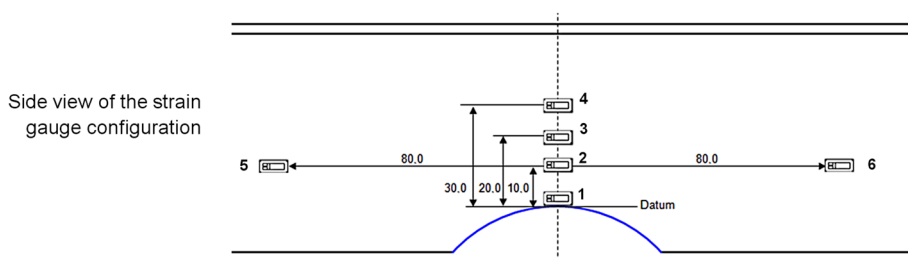 Side view of the strain
gauge configuration
4
3
2
5 80.0 80.0 6
30.0 20.0 10.0
1
Datum